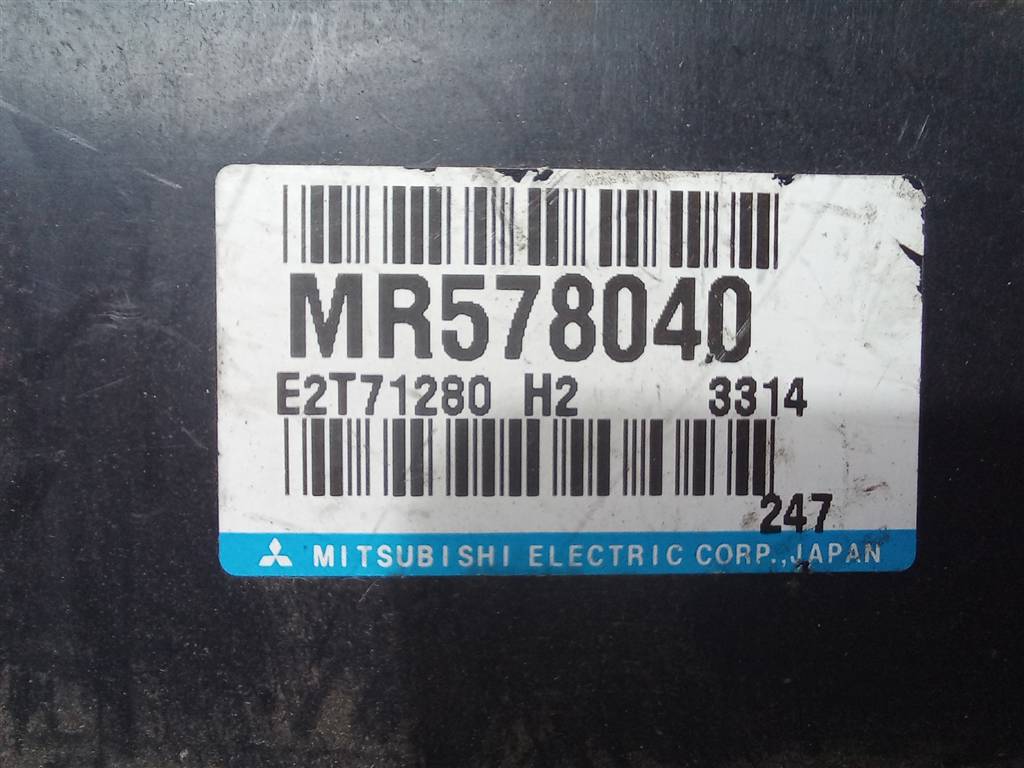 MR578040
E2T71280 H2 3314
247
MITSUBISHI ELECTRIC CORP.,JAPAN